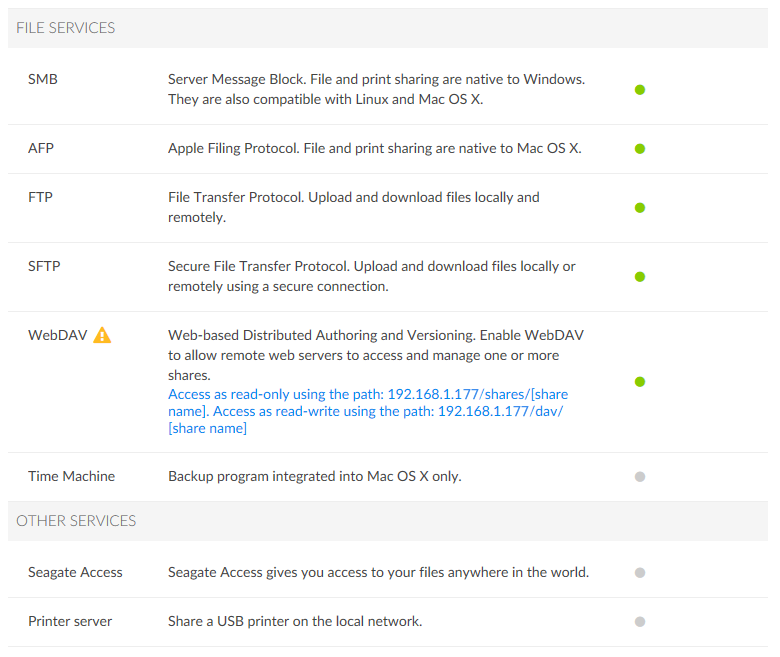 FILE SERVICES
SMB
Server Message Block. File and print sharing are native to Windows.
They are also compatible with Linux and Mac OS X.
AFP
Apple Filing Protocol. File and print sharing are native to Mac OS X.
FTP
File Transfer Protocol. Upload and download files locally and
remotely.
SFTP
Secure File Transfer Protocol. Upload and download files locally or
remotely using a secure connection.
WebDAV
Web-based Distributed Authoring and Versioning. Enable WebDAV
to allow remote web servers to access and manage one or more
shares.
Access as read-only using the path: 192.168.1.177/shares/[share
name]. Access as read-write using the path: 192.168.1.177/dav/
[share name]
Time Machine
Backup program integrated into Mac OS X only.
OTHER SERVICES
Seagate Access
Seagate Access gives you access to your files anywhere in the world.
Printer server
Share a USB printer on the local network.